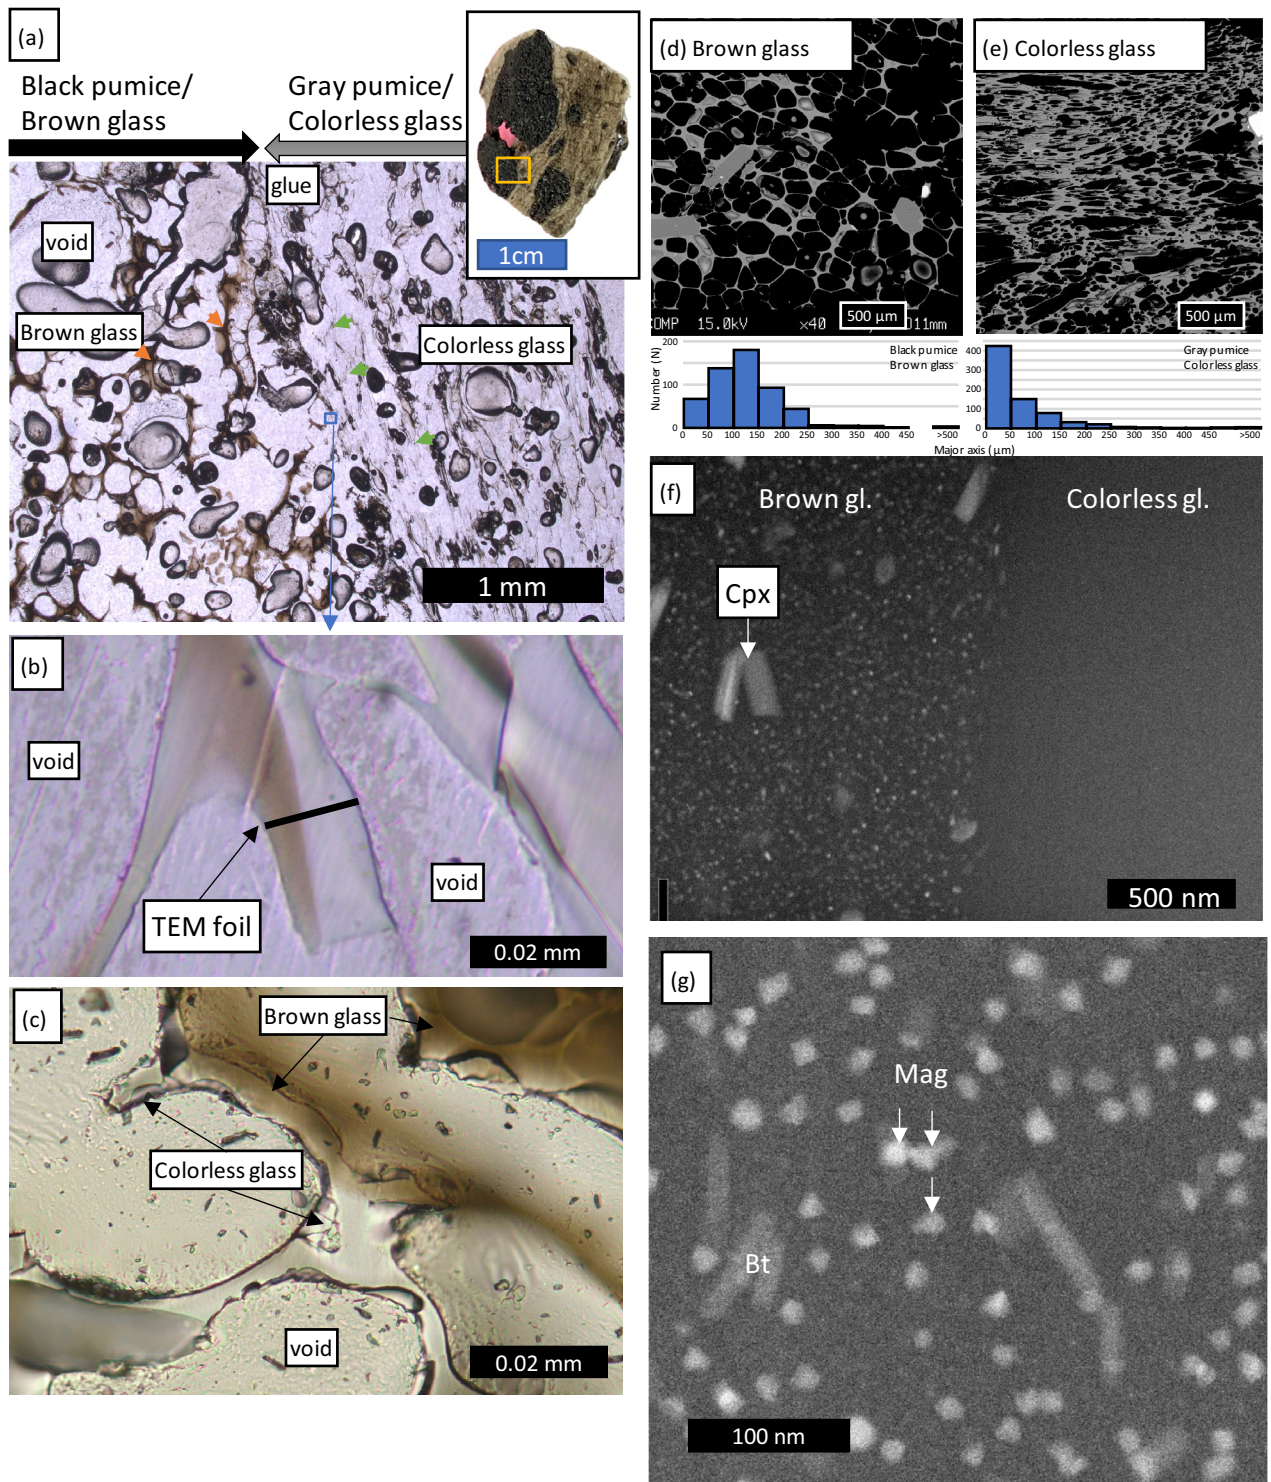 (a)
Black pumice/
Brown glass
Gray pumice/
Colorless glass
glue
1cm
void
Brown glass
Colorless glass
1 mm
(b)
void
void
TEM foil
0.02 mm
(c)
Brown glass
Colorless glass
void
0.02 mm
(d) Brown glass
500 µm
COMP 15.0kV x40 011mm
(e) Colorless glass
500 µm
Number (N)
200
100
0
Black pumice
Brown glass
0 50 100 150 200 250 300 350 400 450 >500
400
300
200
100
0
Gray pumice
Colorless glass
0 50 100 150 200 250 300 350 400 450 >500
Major axis (µm)
(f)
Brown gl.
Colorless gl.
Cpx
500 nm
(g)
Mag
Bt
100 nm